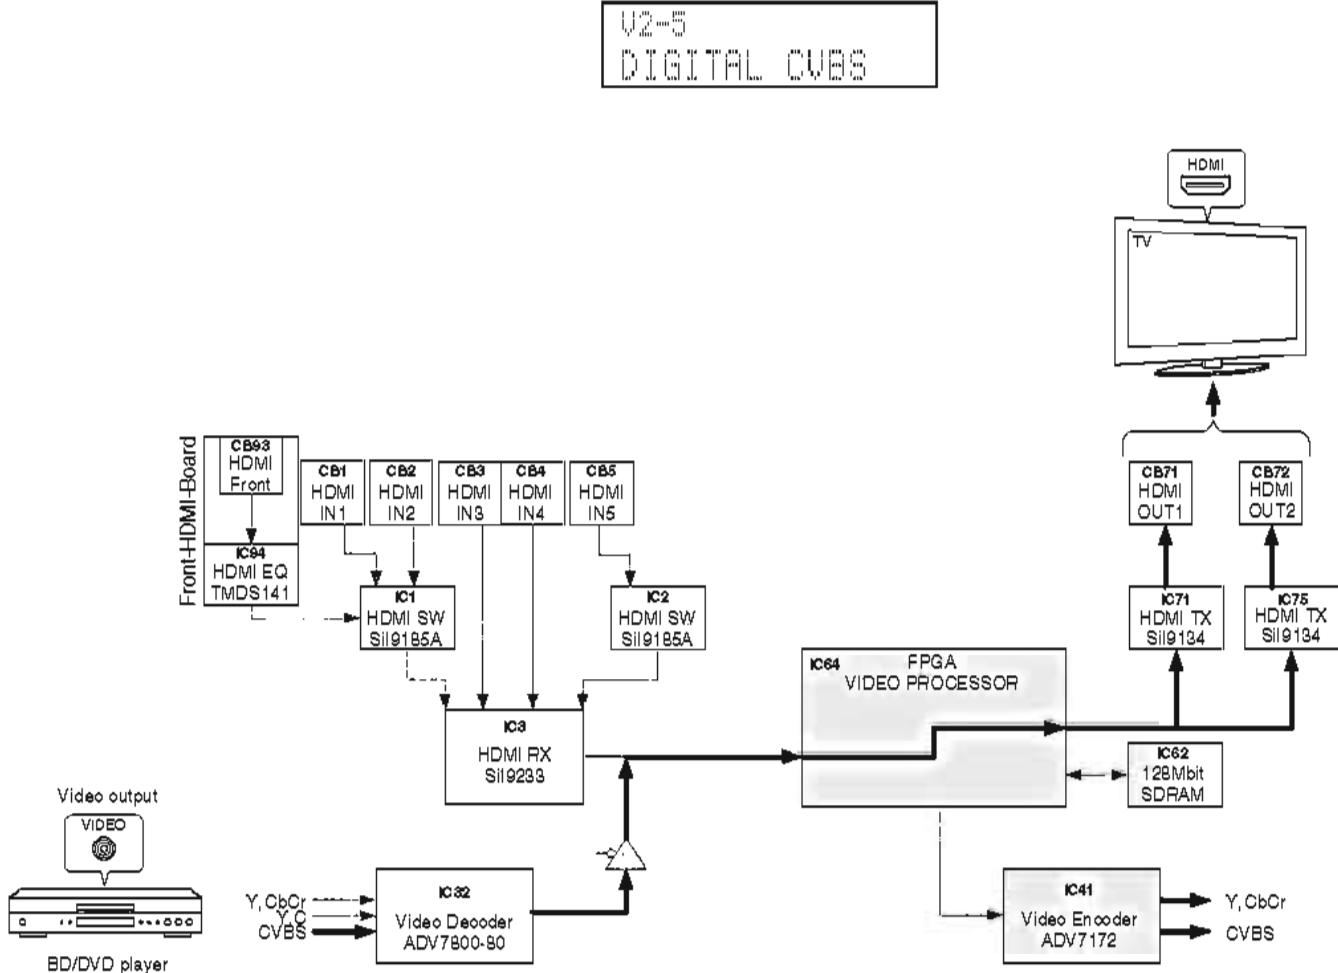 V2-5
DIGITAL CVBS
HDMI
TV
Front-HDMI-Board
CB93
HDMI
Front
CB1
HDMI
IN1
CB2
HDMI
IN2
CB3
HDMI
IN3
CB4
HDMI
IN4
CB5
HDMI
IN5
CB71
HDMI
OUT1
CB72
HDMI
OUT2
IC94
HDMI EQ
TMDS141
IC1
HDMI SW
SiI9185A
IC2
HDMI SW
SiI9185A
IC71
HDMI TX
SiI9134
IC75
HDMI TX
SiI9134
IC64
FPGA
VIDEO PROCESSOR
IC3
HDMI RX
SiI9233
IC62
128Mbit
SDRAM
Video output
VIDEO
BD/DVD player
Y, CbCr
Y,C
CVBS
IC32
Video Decoder
ADV7800-80
IC41
Video Encoder
ADV7172
Y, CbCr
CVBS